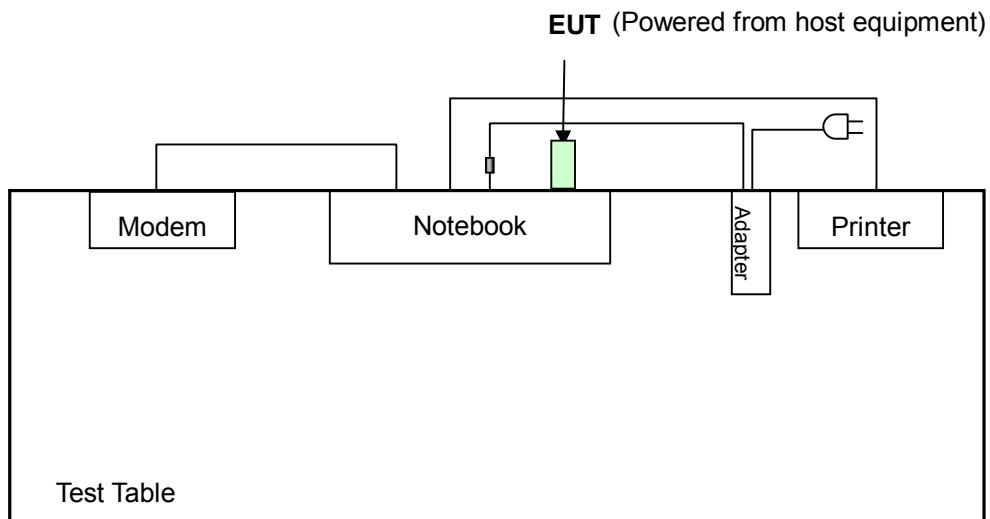 EUT (Powered from host equipment)
Modem
Notebook
Adapter
Printer
Test Table